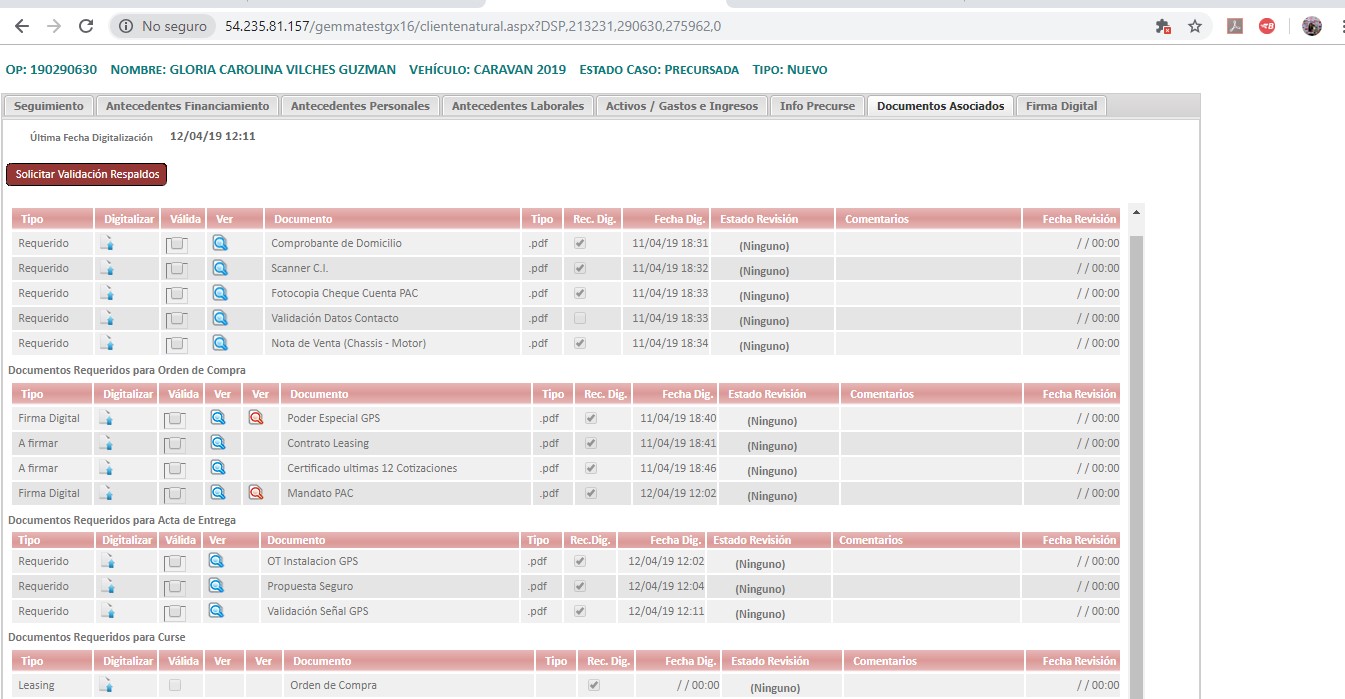 No seguro 54.235.81.157/gemmatestgx16/clientenatural.aspx?DSP,213231,290630,275962,0
OP: 190290630 NOMBRE: GLORIA CAROLINA VILCHES GUZMAN VEHÍCULO: CARAVAN 2019 ESTADO CASO: PRECURSADA TIPO: NUEVO
Seguimiento Antecedentes Financiamiento Antecedentes Personales Antecedentes Laborales Activos / Gastos e Ingresos Info Precurse Documentos Asociados Firma Digital
Última Fecha Digitalización 12/04/19 12:11
Solicitar Validación Respaldos
Tipo Digitalizar Válida Ver Documento Tipo Rec. Dig. Fecha Dig. Estado Revisión Comentarios Fecha Revisión
Requerido Comprobante de Domicilio .pdf 11/04/19 18:31 (Ninguno) / / 00:00
Requerido Scanner C.I. .pdf 11/04/19 18:32 (Ninguno) / / 00:00
Requerido Fotocopia Cheque Cuenta PAC .pdf 11/04/19 18:33 (Ninguno) / / 00:00
Requerido Validación Datos Contacto .pdf 11/04/19 18:33 (Ninguno) / / 00:00
Requerido Nota de Venta (Chassis - Motor) .pdf 11/04/19 18:34 (Ninguno) / / 00:00
Documentos Requeridos para Orden de Compra
Tipo Digitalizar Válida Ver Ver Documento Tipo Rec. Dig. Fecha Dig. Estado Revisión Comentarios Fecha Revisión
Firma Digital Poder Especial GPS .pdf 11/04/19 18:40 (Ninguno) / / 00:00
A firmar Contrato Leasing .pdf 11/04/19 18:41 (Ninguno) / / 00:00
A firmar Certificado ultimas 12 Cotizaciones .pdf 11/04/19 18:46 (Ninguno) / / 00:00
Firma Digital Mandato PAC .pdf 12/04/19 12:02 (Ninguno) / / 00:00
Documentos Requeridos para Acta de Entrega
Tipo Digitalizar Válida Ver Documento Tipo Rec.Dig. Fecha Dig. Estado Revisión Comentarios Fecha Revisión
Requerido OT Instalacion GPS .pdf 12/04/19 12:02 (Ninguno) / / 00:00
Requerido Propuesta Seguro .pdf 12/04/19 12:04 (Ninguno) / / 00:00
Requerido Validación Señal GPS .pdf 12/04/19 12:11 (Ninguno) / / 00:00
Documentos Requeridos para Curse
Tipo Digitalizar Válida Ver Ver Documento Tipo Rec. Dig. Fecha Dig. Estado Revisión Comentarios Fecha Revisión
Leasing Orden de Compra / / 00:00 (Ninguno) / / 00:00